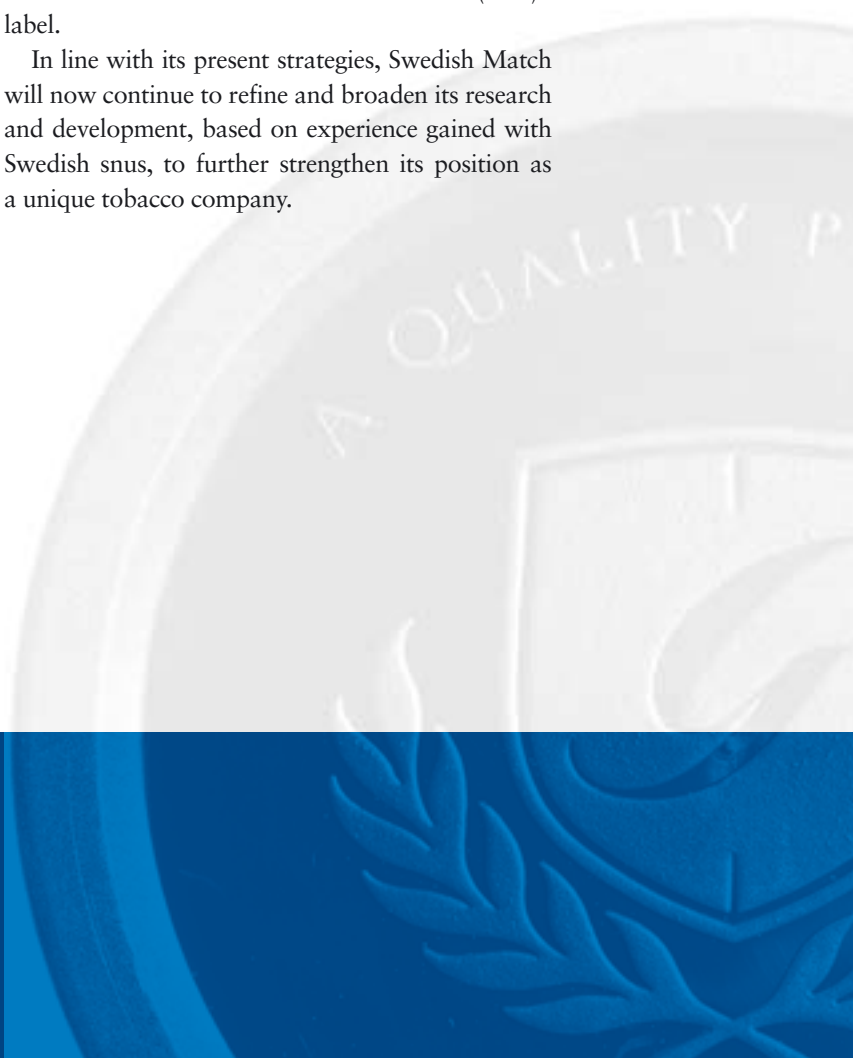 label.
In line with its present strategies, Swedish Match
will now continue to refine and broaden its research
and development, based on experience gained with
Swedish snus, to further strengthen its position as
a unique tobacco company.
A QUALITY P